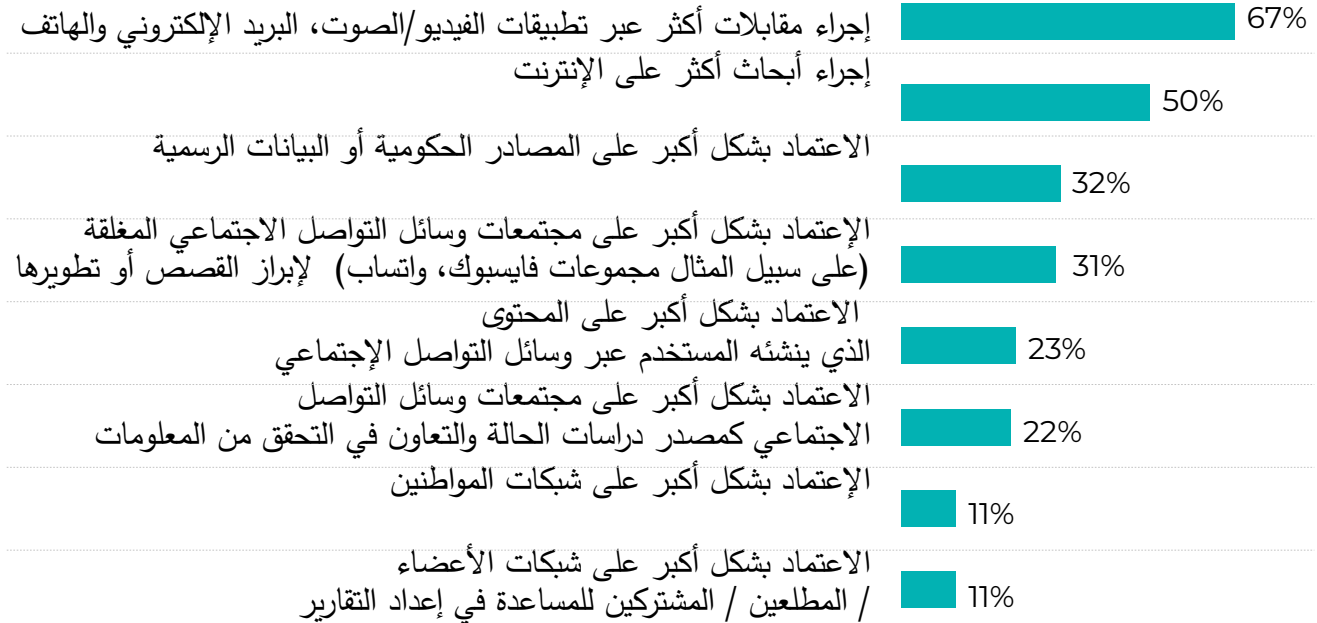 إجراء مقابلات أكثر عبر تطبيقات الفيديو/الصوت، البريد الإلكتروني والهاتف
67%
إجراء أبحاث أكثر على الإنترنت
50%
الاعتماد بشكل أكبر على المصادر الحكومية أو البيانات الرسمية
32%
الإعتماد بشكل أكبر على مجتمعات وسائل التواصل الاجتماعي المغلقة
(على سبيل المثال مجموعات فايسبوك، واتساب) لإبراز القصص أو تطويرها
31%
الاعتماد بشكل أكبر على المحتوى
الذي ينشئه المستخدم عبر وسائل التواصل الإجتماعي
23%
الاعتماد بشكل أكبر على مجتمعات وسائل التواصل
الاجتماعي كمصدر دراسات الحالة والتعاون في التحقق من المعلومات
22%
الإعتماد بشكل أكبر على شبكات المواطنين
11%
الاعتماد بشكل أكبر على شبكات الأعضاء
/ المطلعين / المشتركين للمساعدة في إعداد التقارير
11%